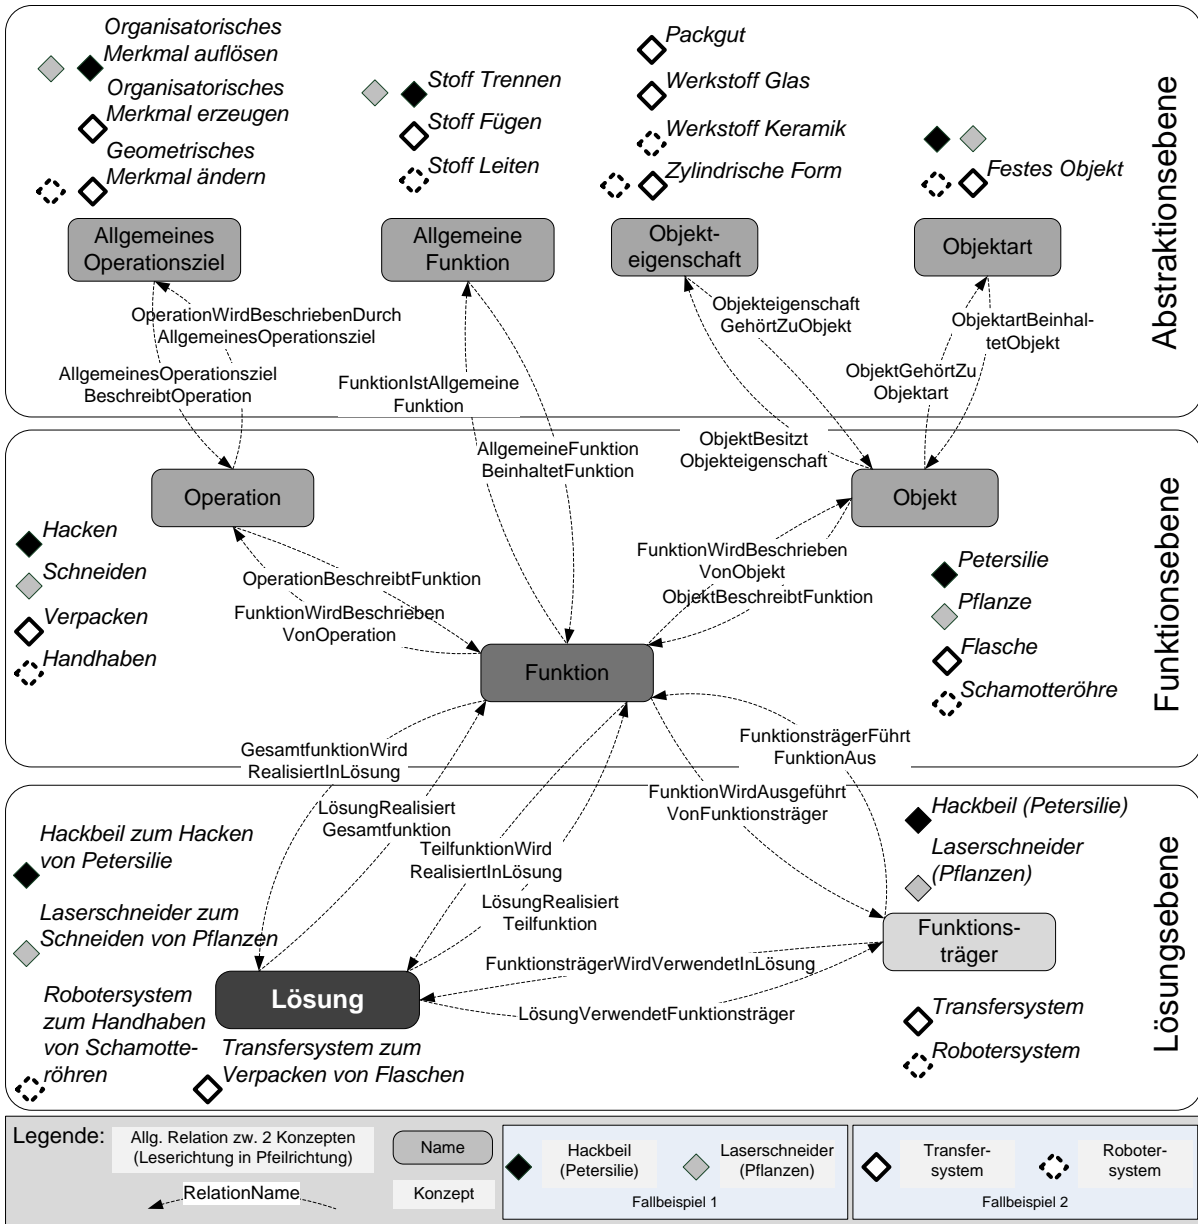 Organisatorisches
Merkmal auflösen
Organisatorisches
Merkmal erzeugen
Geometrisches
Merkmal ändern
Stoff Trennen
Stoff Fügen
Stoff Leiten
Packgut
Werkstoff Glas
Werkstoff Keramik
Zylindrische Form
Festes Objekt
Abstraktionsebene
Allgemeines
Operationsziel
Allgemeine
Funktion
Objekt-
eigenschaft
Objektart
OperationWirdBeschriebenDurch
AllgemeinesOperationsziel
AllgemeinesOperationsziel
BeschreibtOperation
FunktionIstAllgemeine
Funktion
AllgemeineFunktion
BeinhaltetFunktion
Objekteigenschaft
GehörtZuObjekt
ObjektBesitzt
Objekteigenschaft
ObjektartBeinhal-
tetObjekt
ObjektGehörtZu
Objektart
Operation
Objekt
Funktionsebene
Hacken
Schneiden
Verpacken
Handhaben
OperationBeschreibtFunktion
FunktionWirdBeschrieben
VonOperation
FunktionWirdBeschrieben
VonObjekt
ObjektBeschreibtFunktion
Petersilie
Pflanze
Flasche
Schamotteröhre
Funktion
GesamtfunktionWird
RealisiertInLösung
LösungRealisiert
Gesamtfunktion
TeilfunktionWird
RealisiertInLösung
LösungRealisiert
Teilfunktion
FunktionsträgerFührt
FunktionAus
FunktionWirdAusgeführt
VonFunktionsträger
Lösungsebene
Hackbeil zum Hacken
von Petersilie
Laserschneider zum
Schneiden von Pflanzen
Robotersystem
zum Handhaben
von Schamotte-
röhren
Transfersystem zum
Verpacken von Flaschen
Hackbeil (Petersilie)
Laserschneider
(Pflanzen)
Funktions-
träger
Lösung
FunktionsträgerWirdVerwendetInLösung
LösungVerwendetFunktionsträger
Transfersystem
Robotersystem
Legende:
Allg. Relation zw. 2 Konzepten
(Leserichtung in Pfeilrichtung)
RelationName
Name
Konzept
Hackbeil
(Petersilie)
Laserschneider
(Pflanzen)
Fallbeispiel 1
Transfer-
system
Roboter-
system
Fallbeispiel 2